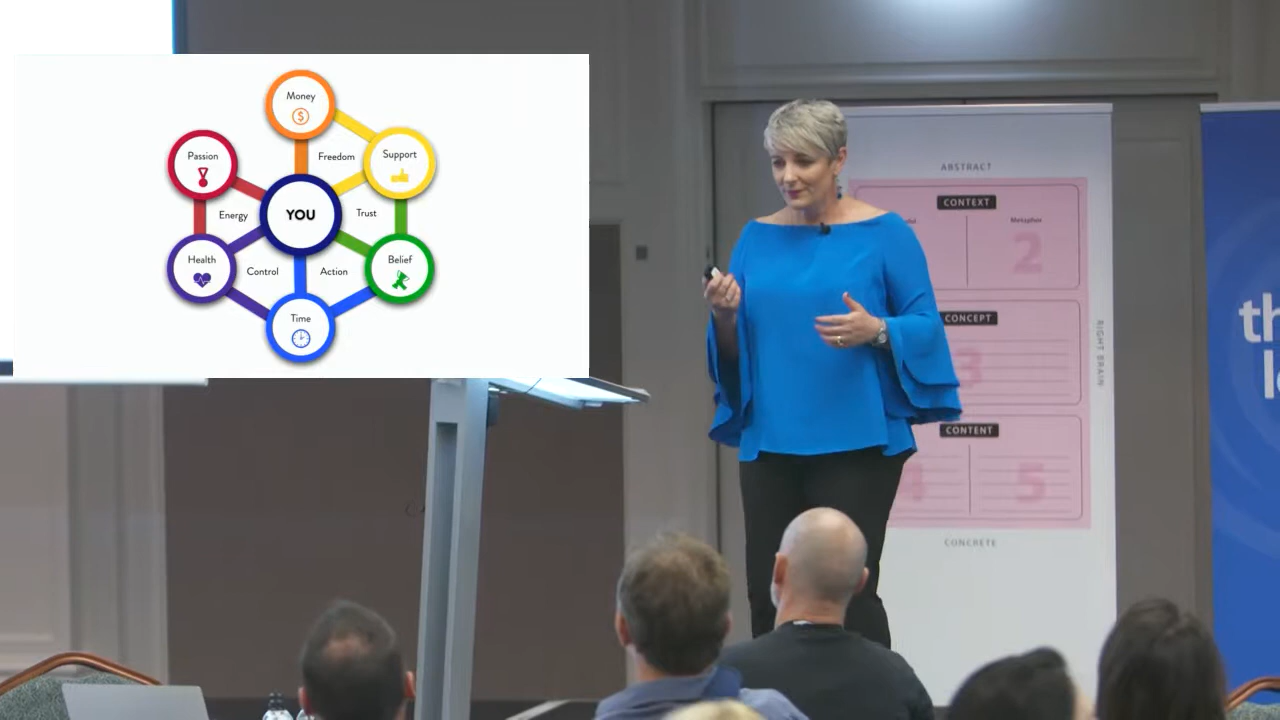 Money
Passion
Freedom
Support
Energy
YOU
Trust
Health
Control
Action
Belief
Time
ABSTRACT
CONTEXT
Metaphor
2
CONCEPT
3
RIGHT BRAIN
CONTENT
4
5
CONCRETE
th